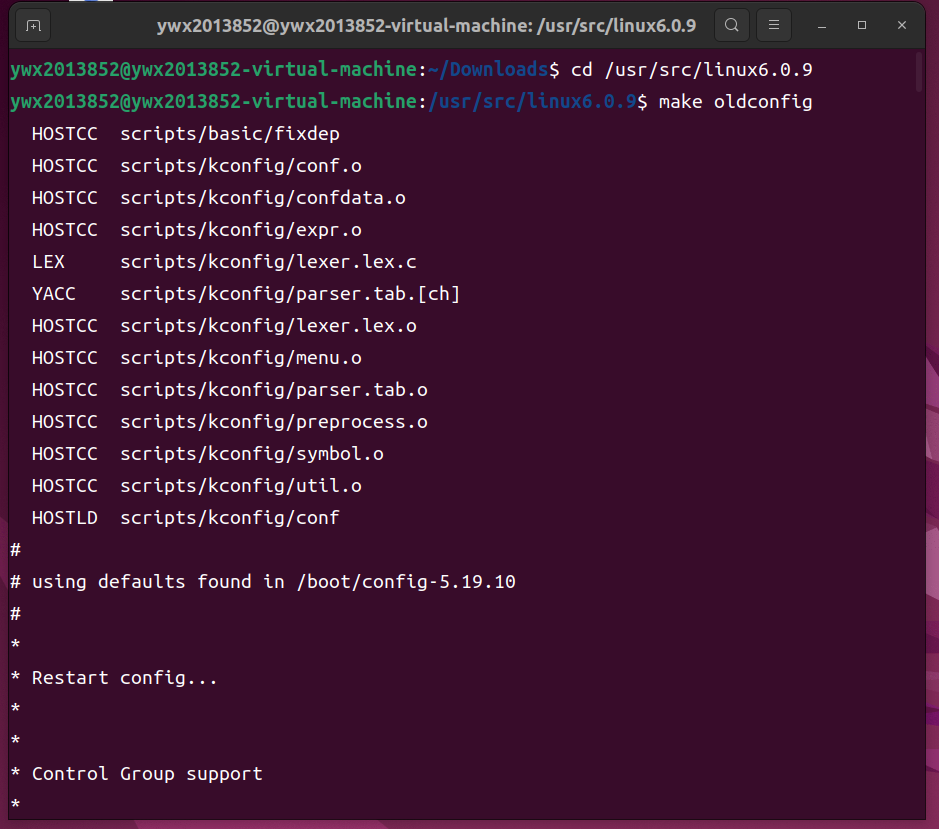 ywx2013852@ywx2013852-virtual-machine: /usr/src/linux6.0.9
ywx2013852@ywx2013852-virtual-machine:~/Downloads$ cd /usr/src/linux6.0.9
ywx2013852@ywx2013852-virtual-machine:/usr/src/linux6.0.9$ make oldconfig
  HOSTCC  scripts/basic/fixdep
  HOSTCC  scripts/kconfig/conf.o
  HOSTCC  scripts/kconfig/confdata.o
  HOSTCC  scripts/kconfig/expr.o
  LEX     scripts/kconfig/lexer.lex.c
  YACC    scripts/kconfig/parser.tab.[ch]
  HOSTCC  scripts/kconfig/lexer.lex.o
  HOSTCC  scripts/kconfig/menu.o
  HOSTCC  scripts/kconfig/parser.tab.o
  HOSTCC  scripts/kconfig/preprocess.o
  HOSTCC  scripts/kconfig/symbol.o
  HOSTCC  scripts/kconfig/util.o
  HOSTLD  scripts/kconfig/conf
#
# using defaults found in /boot/config-5.19.10
#
*
* Restart config...
*
*
* Control Group support
*